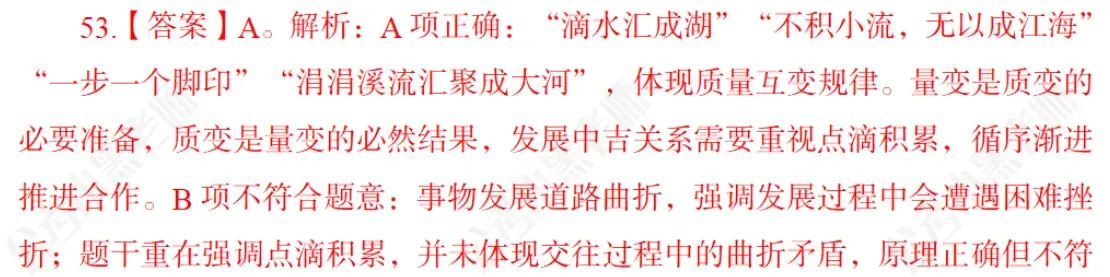 53.【答案】A。解析：A 项正确：“滴水汇成湖”“不积小流，无以成江海”
“一步一个脚印”“涓涓溪流汇聚成大河”，体现质量互变规律。量变是质变的
必要准备，质变是量变的必然结果，发展中吉关系需要重视点滴积累，循序渐进
推进合作。B 项不符合题意：事物发展道路曲折，强调发展过程中会遭遇困难挫
折；题干重在强调点滴积累，并未体现交往过程中的曲折矛盾，原理正确但不符